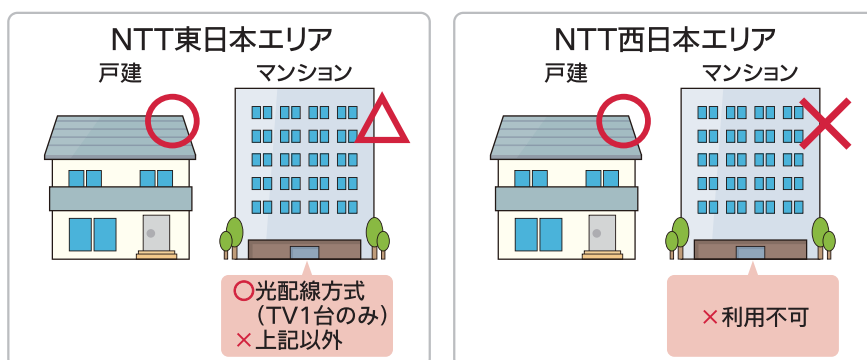 NTT東日本エリア
戸建
マンション
○光配線方式
（TV1台のみ）
×上記以外
NTT西日本エリア
戸建
マンション
×利用不可